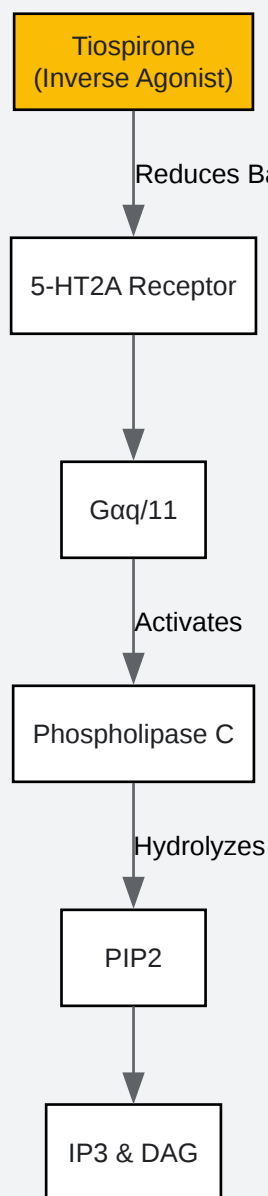 Tiospirone
(Inverse Agonist)
Reduces Ba
5-HT2A Receptor
Gαq/11
Activates
Phospholipase C
Hydrolyzes
PIP2
IP3 & DAG